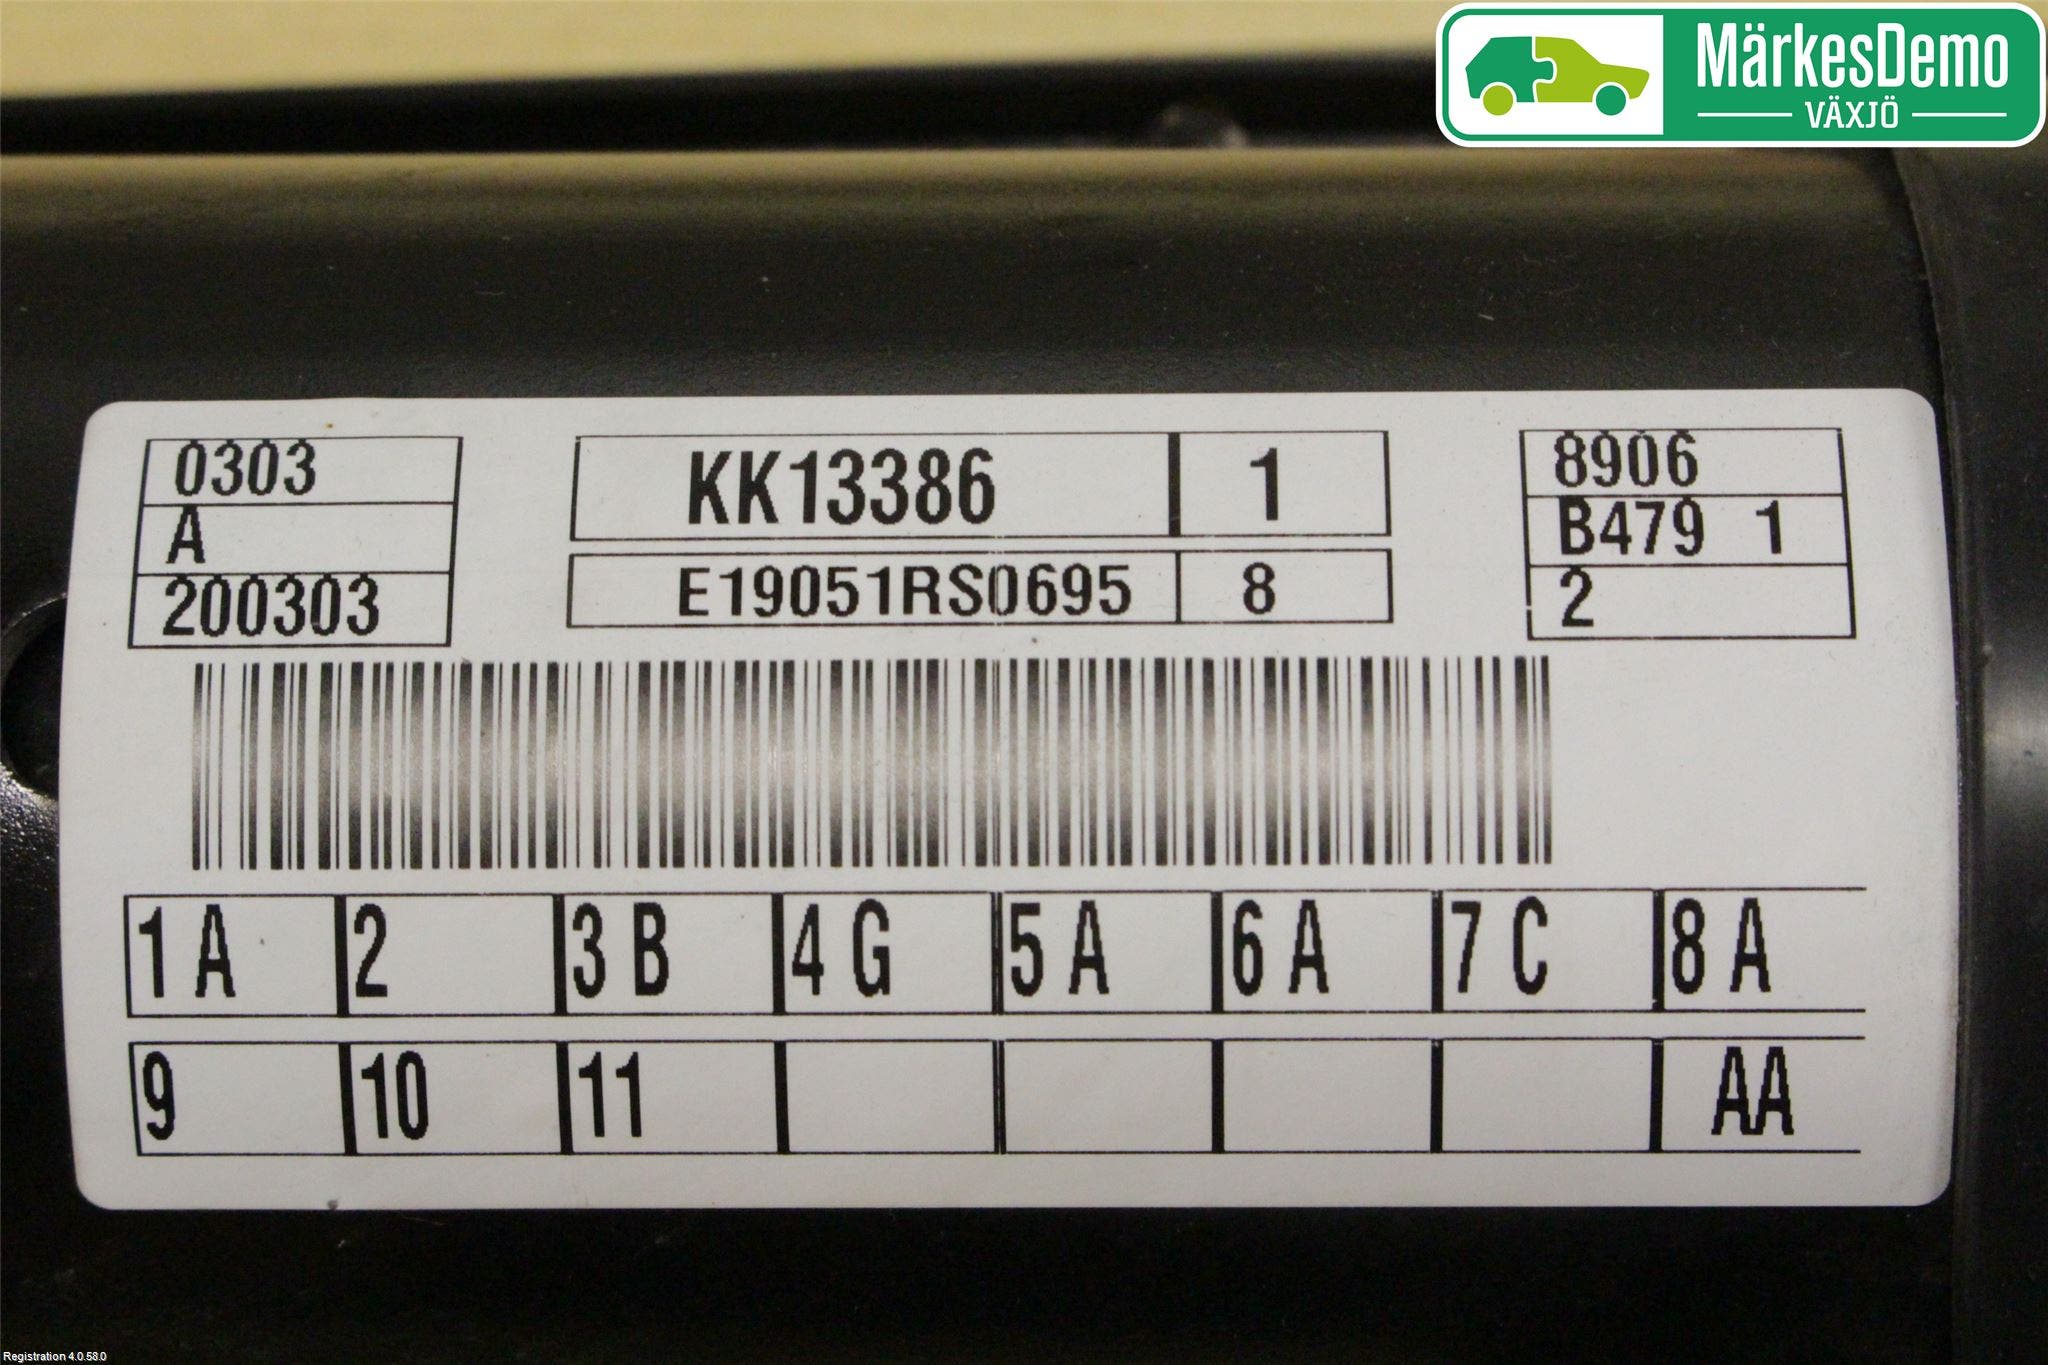 MärkesDemo
VÄXJÖ
0303
A
200303
KK13386 1
E19051RS0695 8
8906
B479 1
2
1 A 2 3 B 4 G 5 A 6 A 7 C 8 A
9 10 11 AA
Registration 4.0.58.0